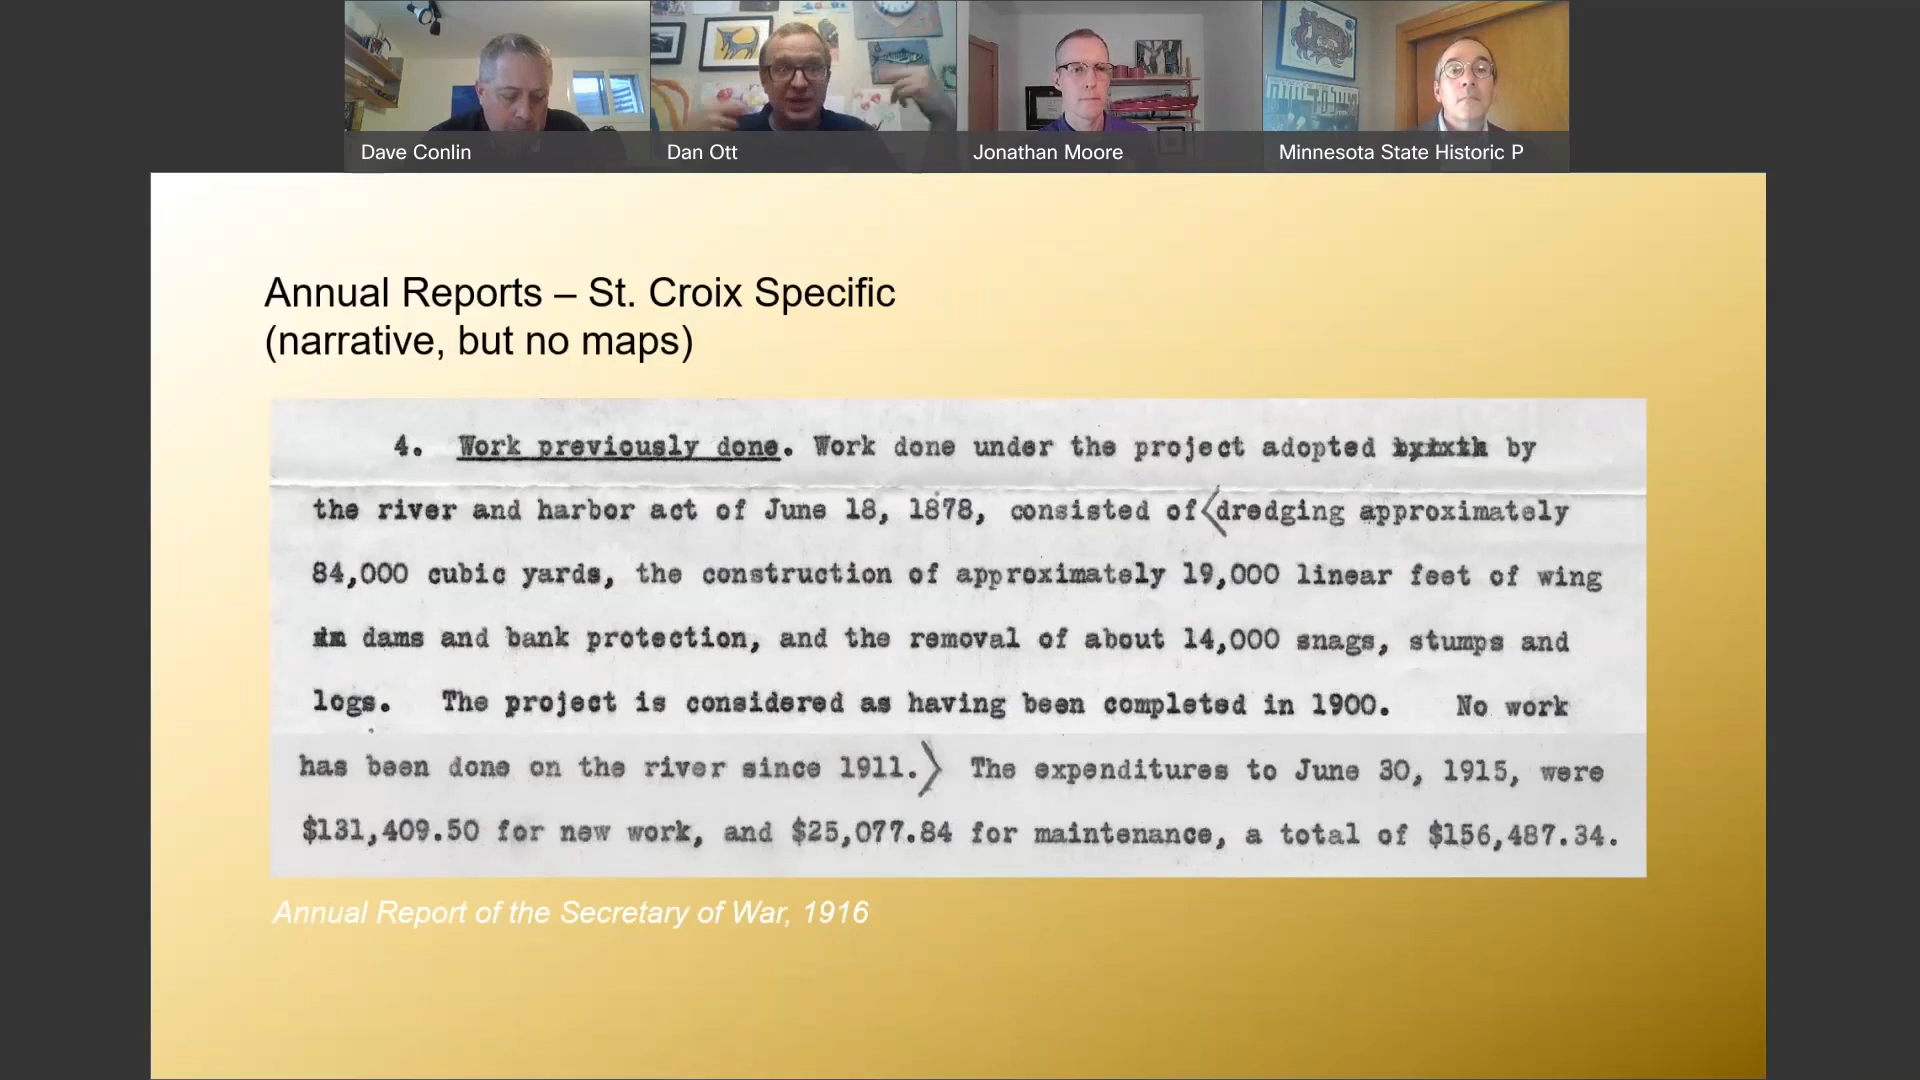 Dave Conlin
Dan Ott
Jonathan Moore
Minnesota State Historic P
Annual Reports – St. Croix Specific
(narrative, but no maps)
4. Work previously done. Work done under the project adopted by
the river and harbor act of June 18, 1878, consisted of<dredging approximately
84,000 cubic yards, the construction of approximately 19,000 linear feet of wing
dams and bank protection, and the removal of about 14,000 snags, stumps and
logs. The project is considered as having been completed in 1900. No work
has been done on the river since 1911.> The expenditures to June 30, 1915, were
$131,409.50 for new work, and $25,077.84 for maintenance, a total of $156,487.34.
Annual Report of the Secretary of War, 1916